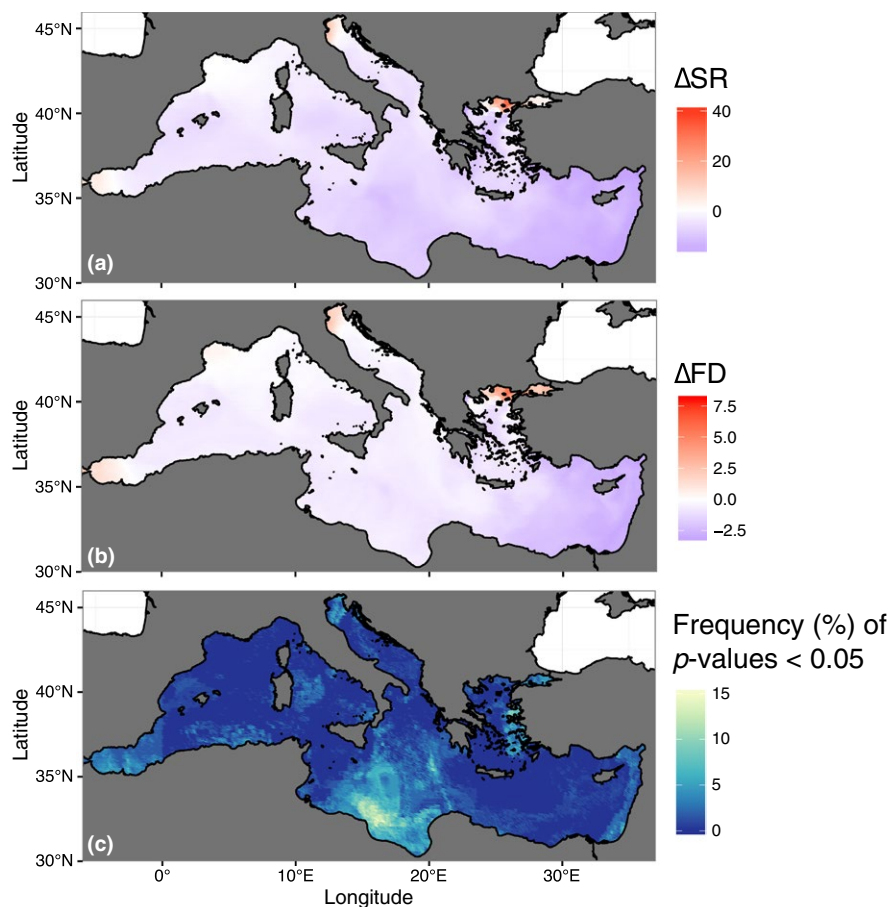 45°N
40°N
35°N
30°N
Latitude
(a)
ΔSR
40
20
0
45°N
40°N
35°N
30°N
Latitude
(b)
ΔFD
7.5
5.0
2.5
0.0
−2.5
45°N
40°N
35°N
30°N
Latitude
(c)
Frequency (%) of
p-values < 0.05
15
10
5
0
0° 10°E 20°E 30°E
Longitude